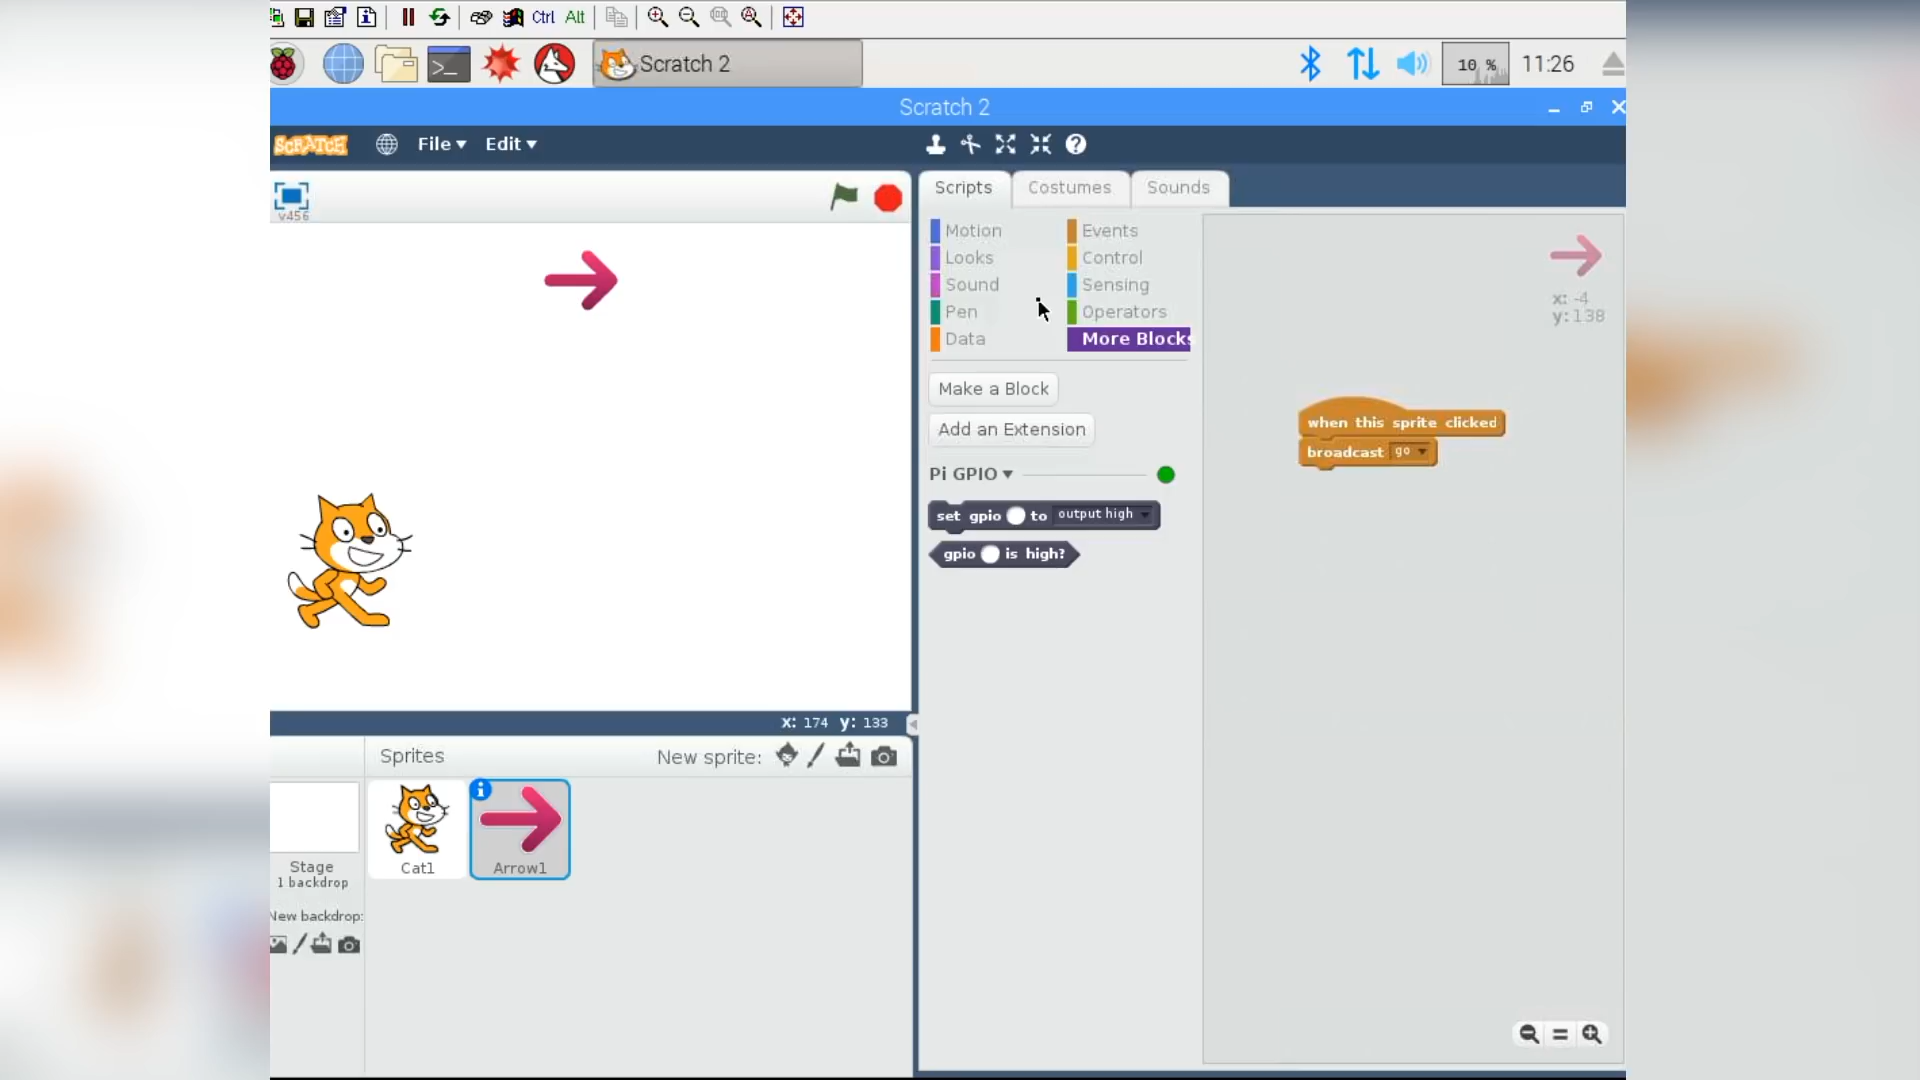 Ctrl Alt
Scratch 2
10 %
11:26
Scratch 2
SCRATCH
File
Edit
v456
Scripts
Costumes
Sounds
Motion
Events
Looks
Control
Sound
Sensing
Pen
Operators
Data
More Blocks
x: -4
y: 138
Make a Block
Add an Extension
when this sprite clicked
broadcast go
Pi GPIO
set gpio to output high
gpio is high?
x: 174 y: 133
Sprites
New sprite:
Stage
1 backdrop
Cat1
Arrow1
New backdrop: